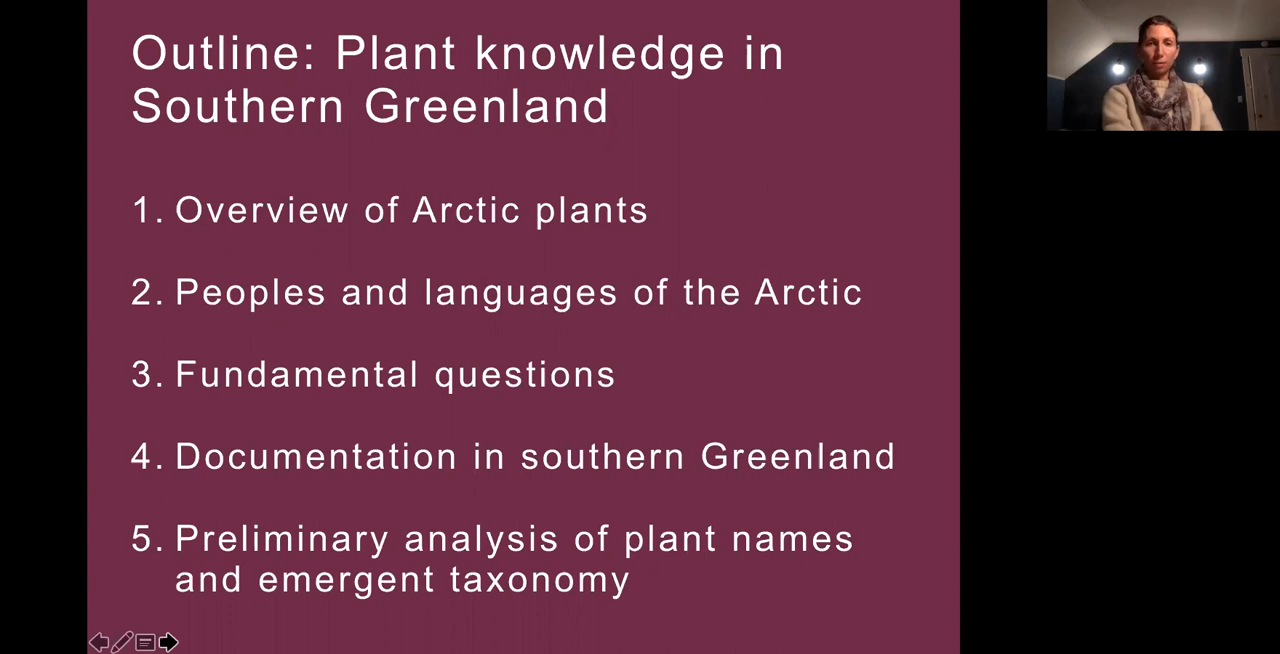 Outline: Plant knowledge in
Southern Greenland
1. Overview of Arctic plants
2. Peoples and languages of the Arctic
3. Fundamental questions
4. Documentation in southern Greenland
5. Preliminary analysis of plant names
and emergent taxonomy